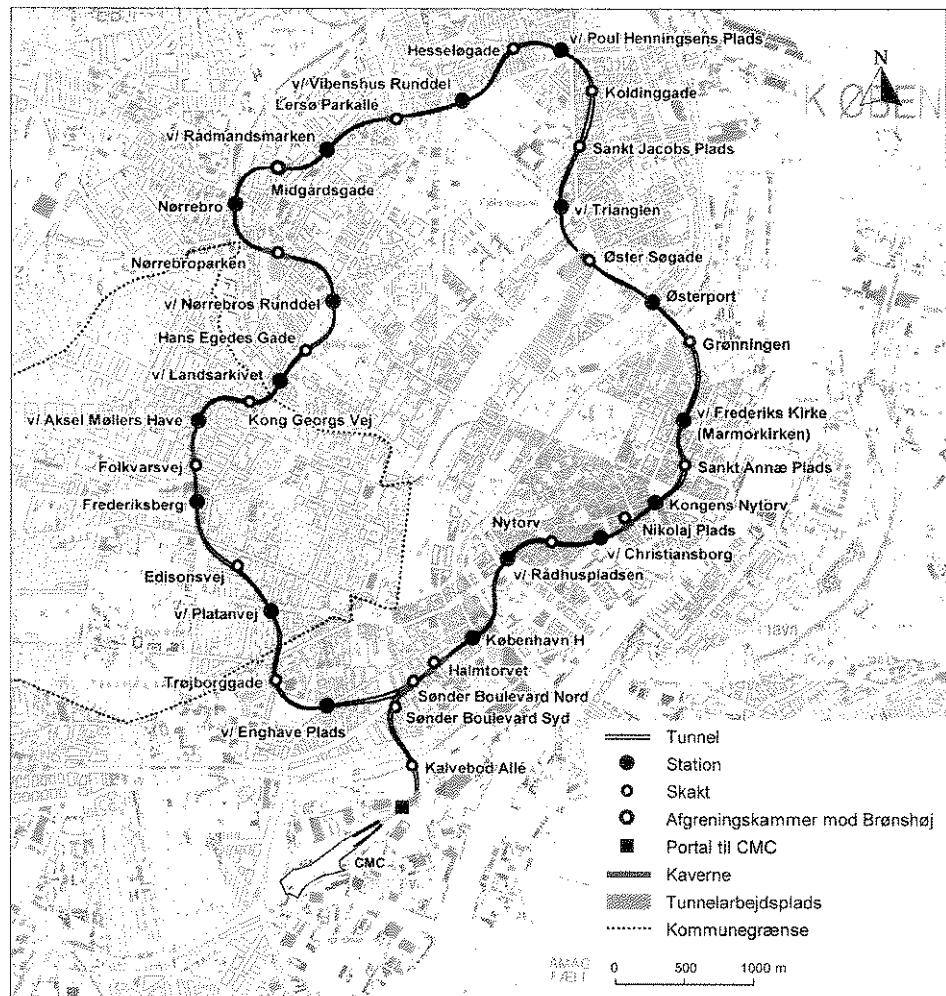 Hesseløgade
v/ Poul Henningsens Plads
N
v/ Vibenshus Runddel
Koldinggade
KØBEN
Lersø Parkallé
v/ Rådmandsmarken
Sankt Jacobs Plads
Midgårdsgade
Nørrebro
v/ Trianglen
Nørrebroparken
Øster Søgade
v/ Nørrebros Runddel
Østerport
Hans Egedes Gade
Grønningen
v/ Landsarkivet
v/ Aksel Møllers Have
Kong Georgs Vej
v/ Frederiks Kirke
(Marmorkirken)
Folkvarsvej
Sankt Annæ Plads
Frederiksberg
Kongens Nytorv
Nytorv
Nikolaj Plads
v/ Christiansborg
Edisonsvej
v/ Rådhuspladsen
v/ Platanvej
København H
Halmtorvet
Trøjborggade
Sønder Boulevard Nord
Sønder Boulevard Syd
v/ Enghave Plads
Kalvebod Allé
CMC
Tunnel
Station
Skakt
Afgreningskammer mod Brønshøj
Portal til CMC
Kaverne
Tunnelarbejdsplads
Kommunegrænse
AMAG
FÆLL
0 500 1000 m